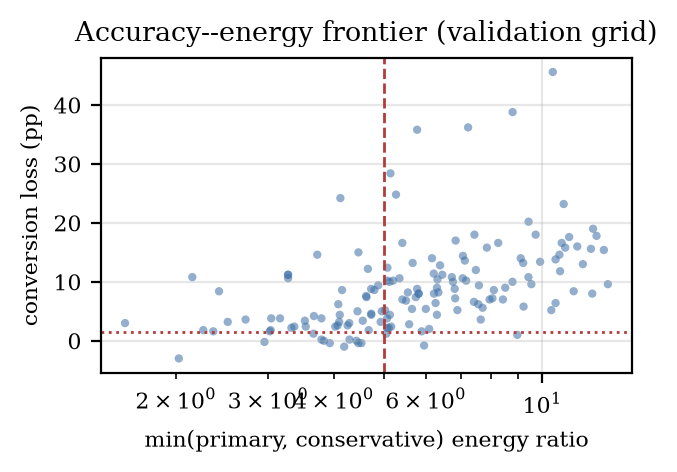 Accuracy--energy frontier (validation grid)
conversion loss (pp)
40
30
20
10
0
2 × 10⁰ 3 × 10⁰ 4 × 10⁰ 6 × 10⁰ 10¹
min(primary, conservative) energy ratio